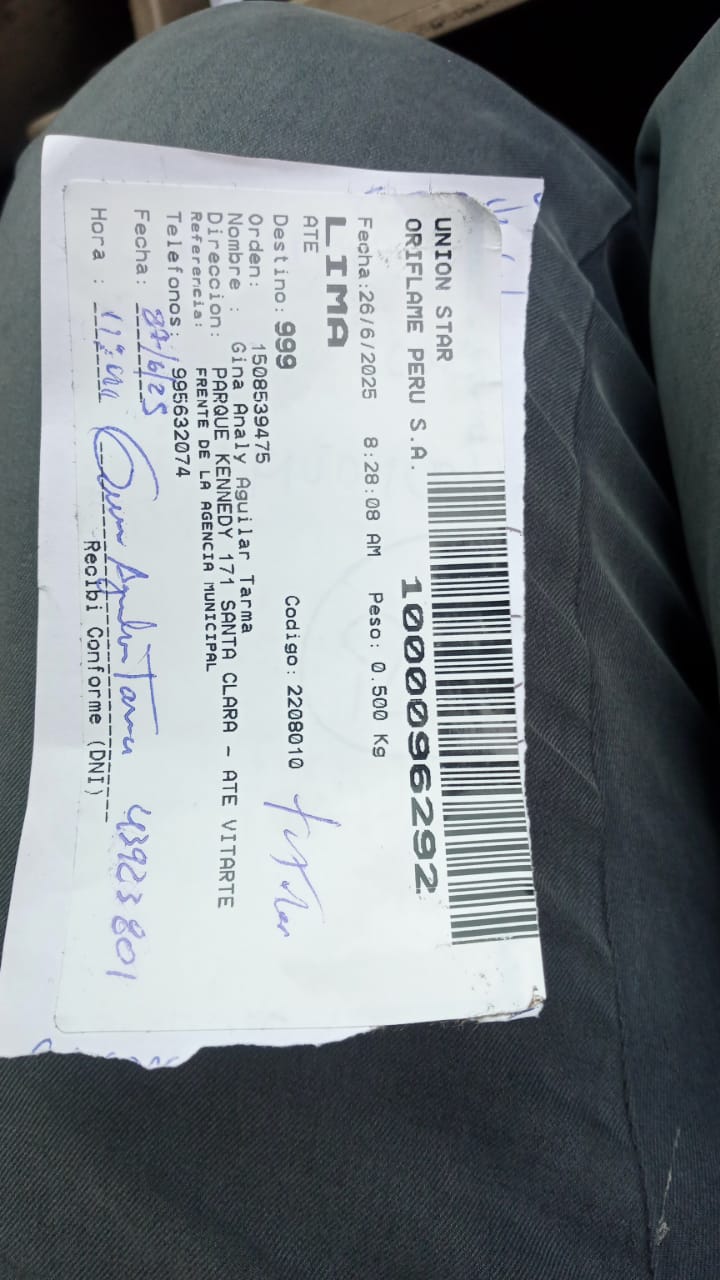 UNION STAR
ORIFLAME PERU S.A.
1000096292
Fecha:26/6/2025 8:28:08 AM Peso: 0.500 Kg
LIMA
ATE
Destino: 999 Codigo: 2208010
Orden: 1508539475
Nombre : Gina Analy Aguilar Tarma
Direccion: PARQUE KENNEDY 171 SANTA CLARA - ATE VITARTE
Referencia: FRENTE DE LA AGENCIA MUNICIPAL
Telefonos: 995632074
Fecha: 27/6/25
Hora : Aguilar Tarma 43923801
Recibi Conforme (DNI)